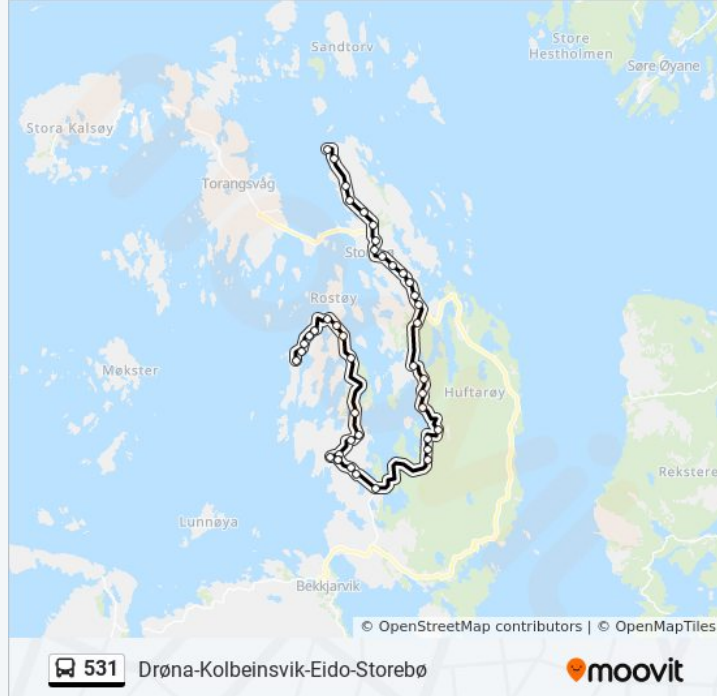 Sandtorv
Store
Hestholmen
Søre Øyane
Stora Kalsøy
Torangsvåg
Rostøy
Møkster
Huftarøy
Rekstere
Lunnøya
Bekkjarvik
© OpenStreetMap contributors | © OpenMapTiles
531 Drøna-Kolbeinsvik-Eido-Storebø
moovit